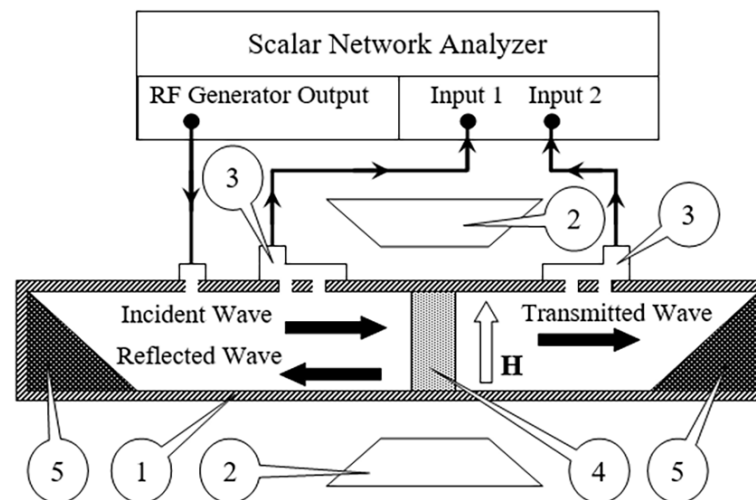 Scalar Network Analyzer
RF Generator Output
Input 1
Input 2
3
2
3
Incident Wave
Transmitted Wave
Reflected Wave
H
5
1
2
4
5